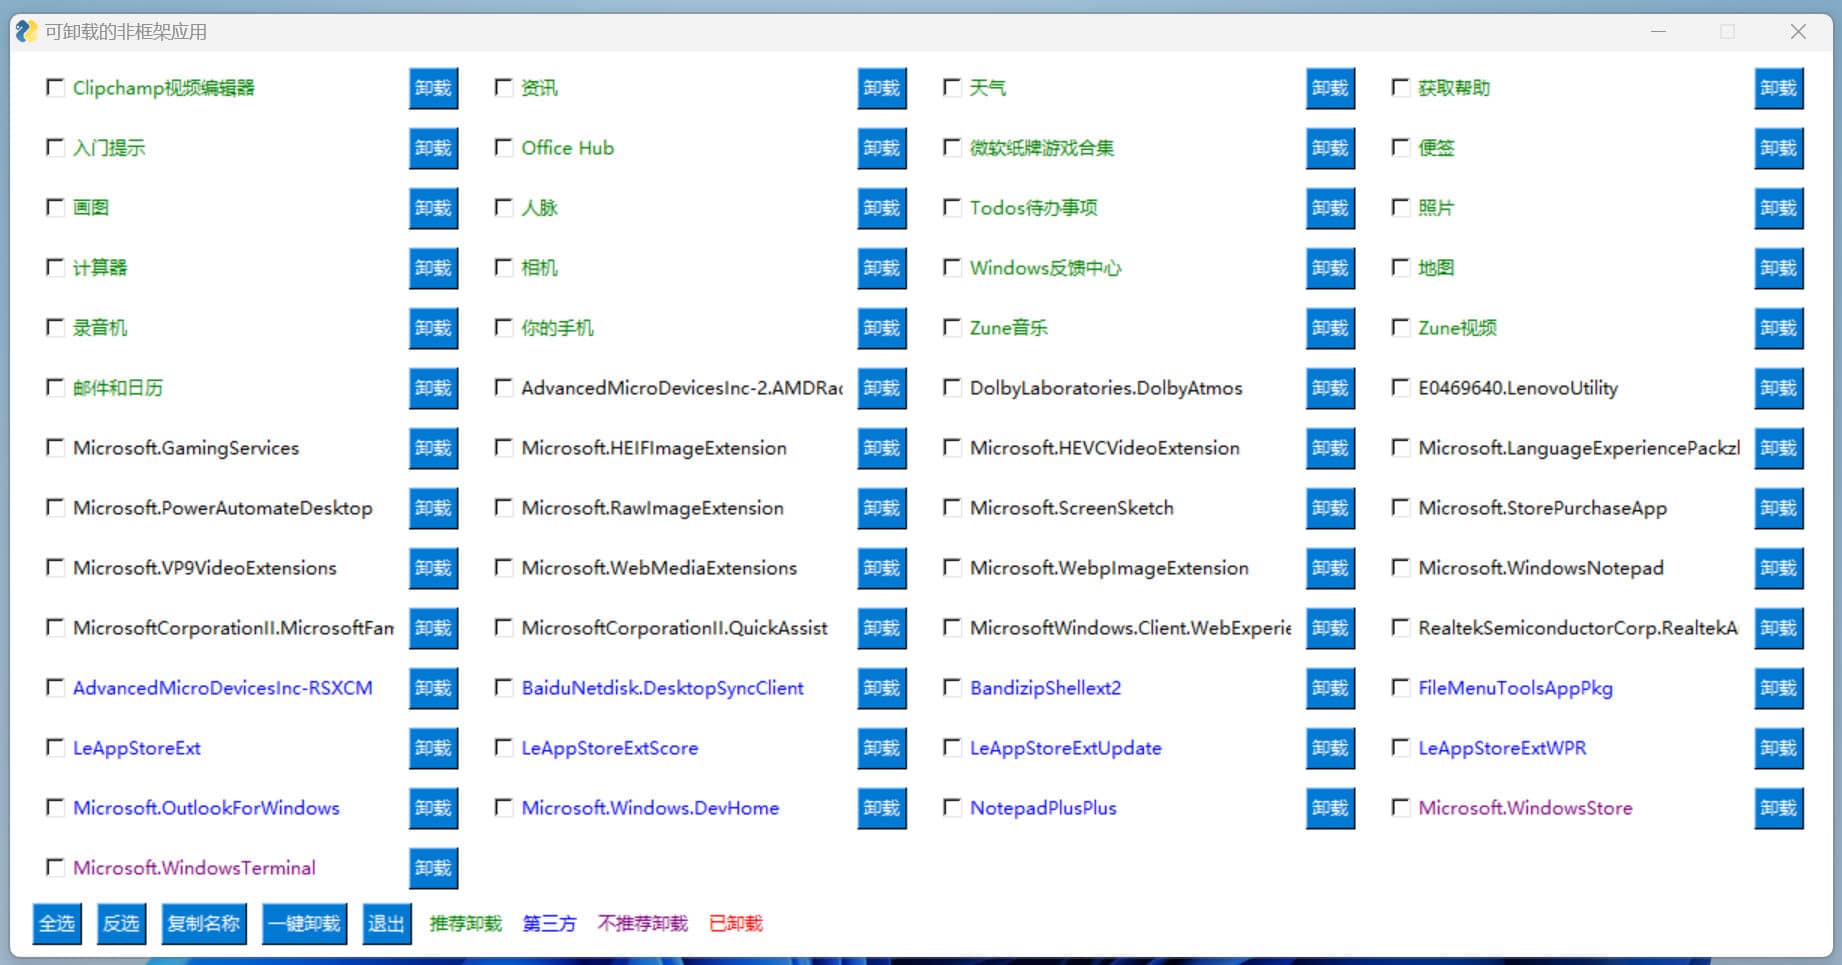 可卸载的非框架应用
Clipchamp视频编辑器 卸载 资讯 卸载 天气 卸载 获取帮助 卸载
入门提示 卸载 Office Hub 卸载 微软纸牌游戏合集 卸载 便签 卸载
画图 卸载 人脉 卸载 Todos待办事项 卸载 照片 卸载
计算器 卸载 相机 卸载 Windows反馈中心 卸载 地图 卸载
录音机 卸载 你的手机 卸载 Zune音乐 卸载 Zune视频 卸载
邮件和日历 卸载 AdvancedMicroDevicesInc-2.AMDRad 卸载 DolbyLaboratories.DolbyAtmos 卸载 E0469640.LenovoUtility 卸载
Microsoft.GamingServices 卸载 Microsoft.HEIFImageExtension 卸载 Microsoft.HEVCVideoExtension 卸载 Microsoft.LanguageExperiencePackzl 卸载
Microsoft.PowerAutomateDesktop 卸载 Microsoft.RawImageExtension 卸载 Microsoft.ScreenSketch 卸载 Microsoft.StorePurchaseApp 卸载
Microsoft.VP9VideoExtensions 卸载 Microsoft.WebMediaExtensions 卸载 Microsoft.WebpImageExtension 卸载 Microsoft.WindowsNotepad 卸载
MicrosoftCorporationII.MicrosoftFam 卸载 MicrosoftCorporationII.QuickAssist 卸载 MicrosoftWindows.Client.WebExperie 卸载 RealtekSemiconductorCorp.RealtekA 卸载
AdvancedMicroDevicesInc-RSXCM 卸载 BaiduNetdisk.DesktopSyncClient 卸载 BandizipShellext2 卸载 FileMenuToolsAppPkg 卸载
LeAppStoreExt 卸载 LeAppStoreExtScore 卸载 LeAppStoreExtUpdate 卸载 LeAppStoreExtWPR 卸载
Microsoft.OutlookForWindows 卸载 Microsoft.Windows.DevHome 卸载 NotepadPlusPlus 卸载 Microsoft.WindowsStore 卸载
Microsoft.WindowsTerminal 卸载
全选 反选 复制名称 一键卸载 退出 推荐卸载 第三方 不推荐卸载 已卸载